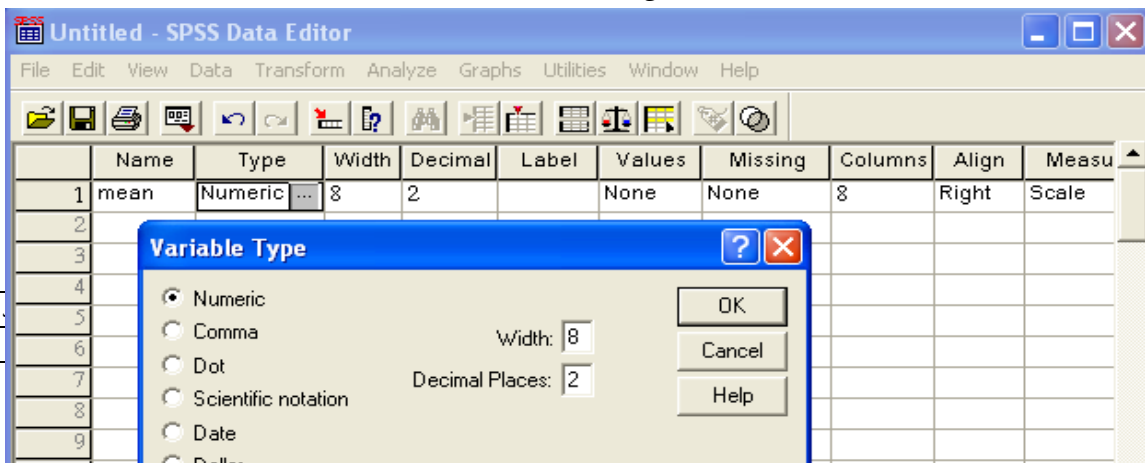 Untitled - SPSS Data Editor
File Edit View Data Transform Analyze Graphs Utilities Window Help
Name Type Width Decimal Label Values Missing Columns Align Measu
1 mean Numeric ... 8 2 None None 8 Right Scale
2
3 Variable Type
4 Numeric OK
5 Comma Width: 8
6 Cancel
7 Dot Decimal Places: 2
8 Scientific notation Help
9 Date